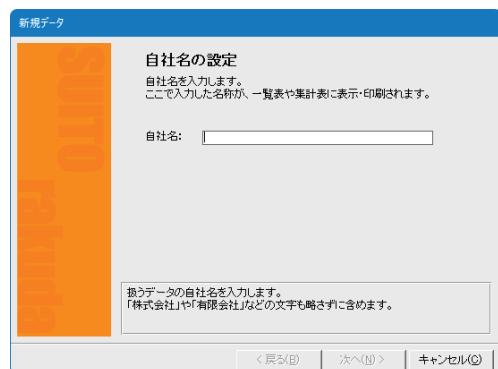 新規データ
SUITO
rakuda
自社名の設定
自社名を入力します。
ここで入力した名称が、一覧表や集計表に表示・印刷されます。
自社名:
扱うデータの自社名を入力します。
「株式会社」や「有限会社」などの文字も略さずに含めます。
< 戻る(B)
次へ(N) >
キャンセル(C)